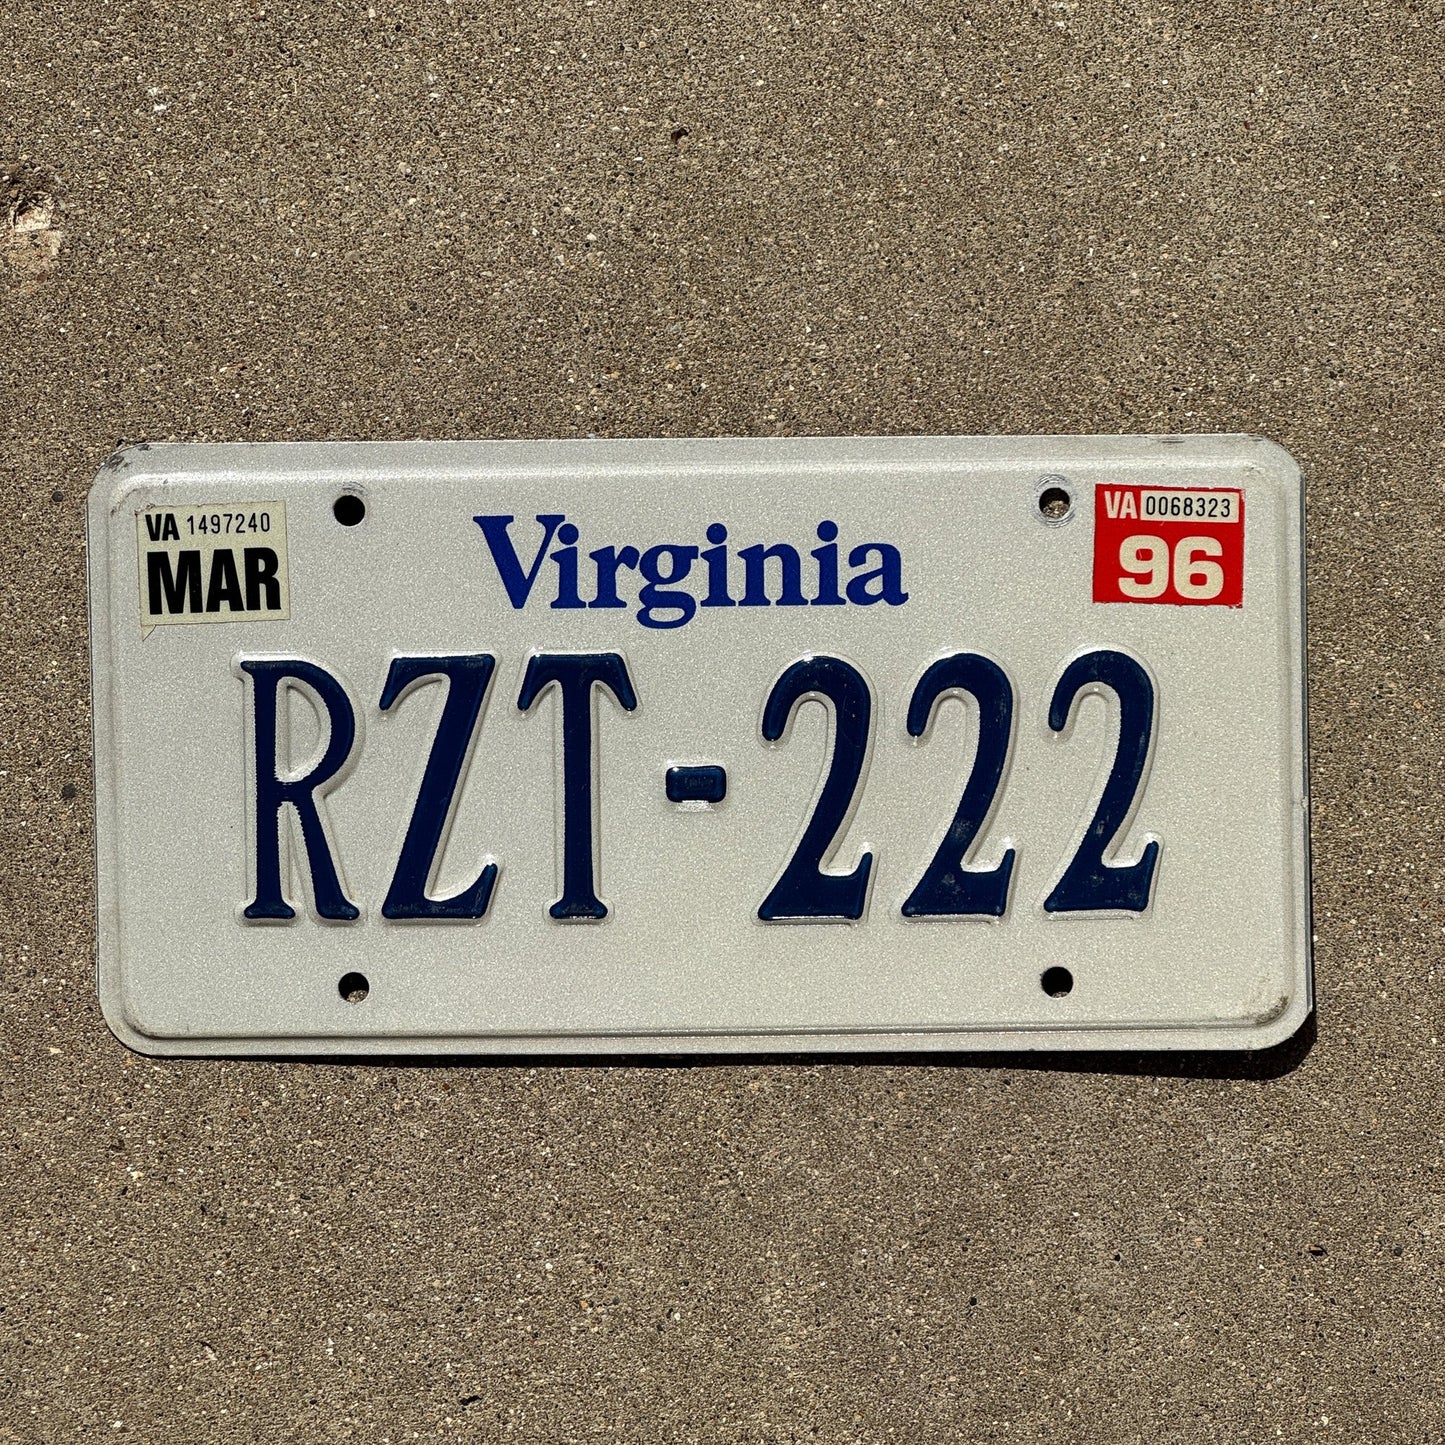 VA 1497240
MAR
Virginia
VA 0068323
96
RZT-222